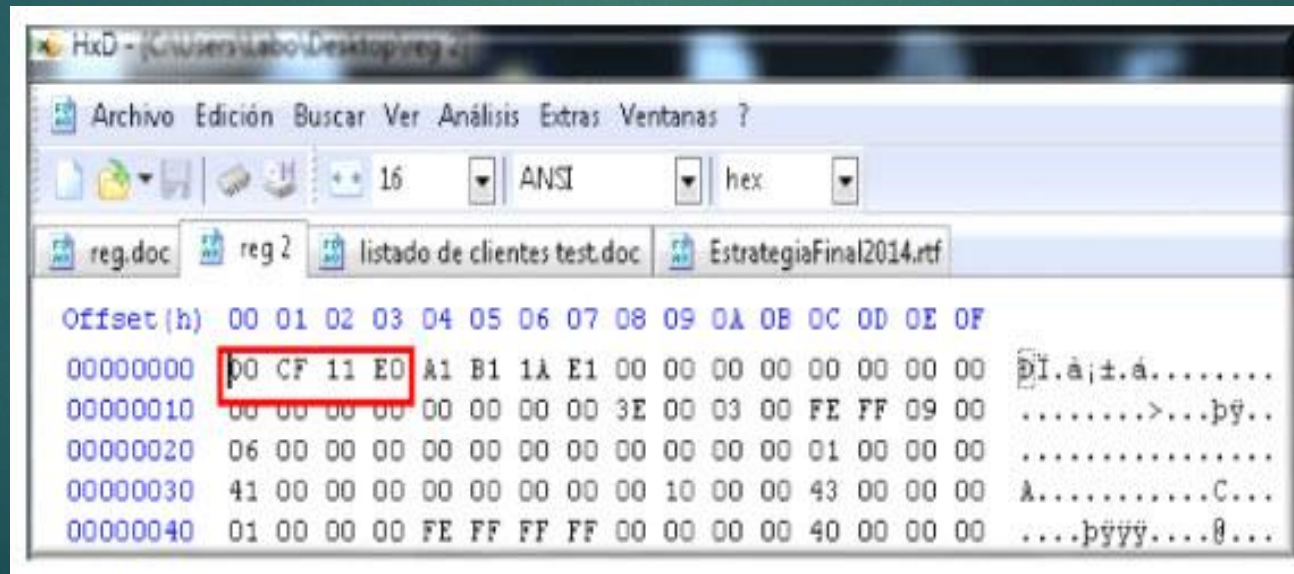 HxD - [C:\Users\Labo\Desktop\reg 2]
Archivo Edición Buscar Ver Análisis Extras Ventanas ?
16 ANSI hex
reg.doc reg 2 listado de clientes test.doc EstrategiaFinal2014.rtf
Offset(h) 00 01 02 03 04 05 06 07 08 09 0A 0B 0C 0D 0E 0F
00000000 D0 CF 11 E0 A1 B1 1A E1 00 00 00 00 00 00 00 00 ÐÏ.à¡±.á........
00000010 00 00 00 00 00 00 00 00 3E 00 03 00 FE FF 09 00 ........>...þÿ..
00000020 06 00 00 00 00 00 00 00 00 00 00 00 01 00 00 00 ................
00000030 41 00 00 00 00 00 00 00 00 10 00 00 43 00 00 00 A...........C...
00000040 01 00 00 00 FE FF FF FF 00 00 00 00 40 00 00 00 ....þÿÿÿ....@...